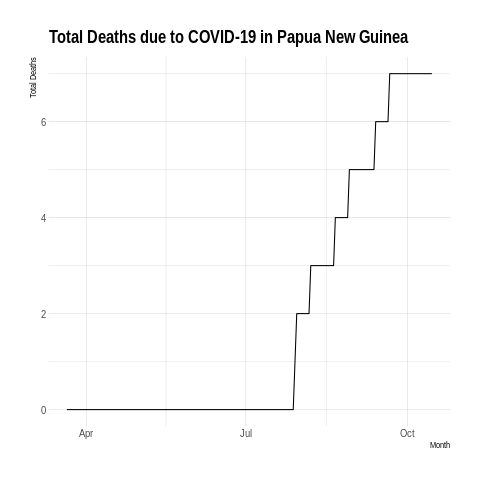 Total Deaths due to COVID-19 in Papua New Guinea
Total Deaths
6
4
2
0
Apr Jul Oct
Month